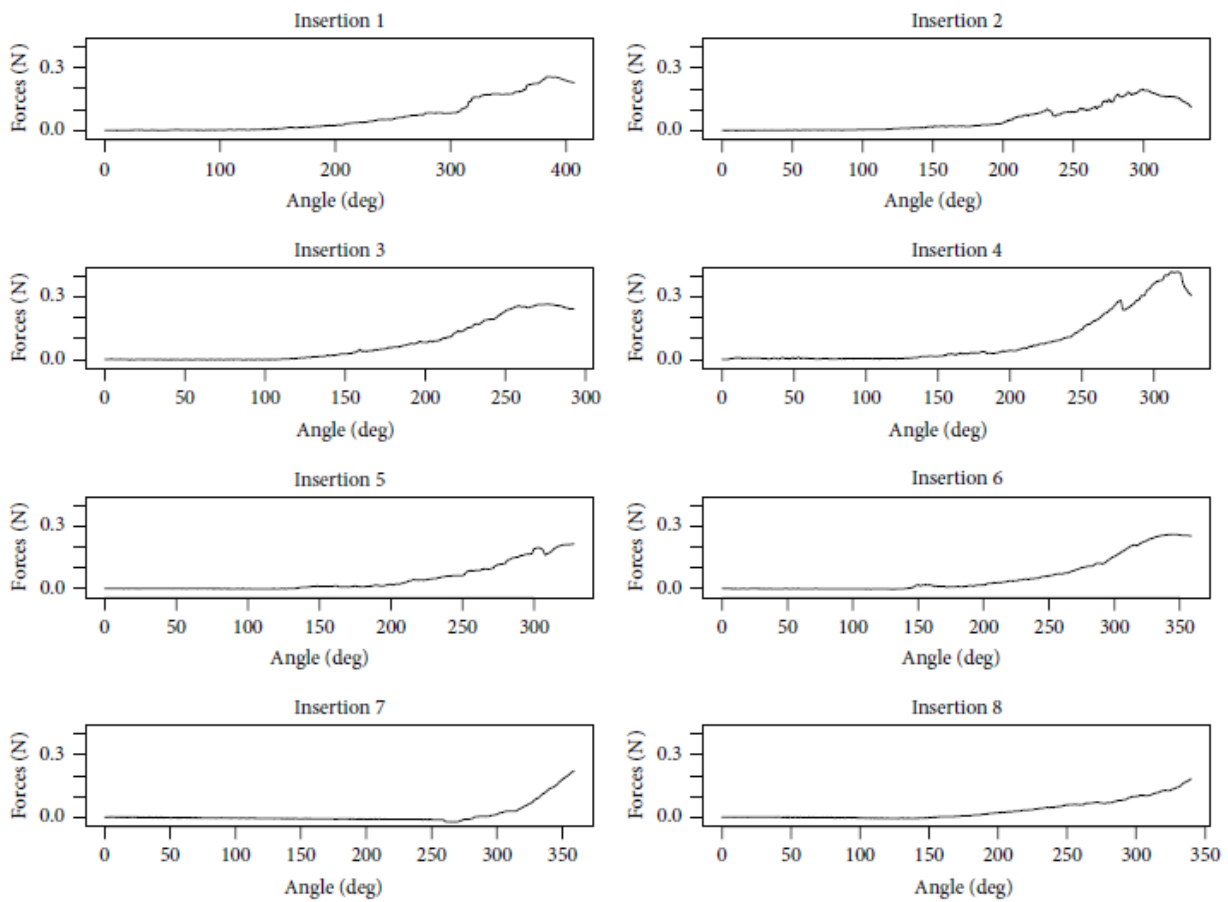 Insertion 1
Forces (N)
0.3
0.0
0 100 200 300 400
Angle (deg)
Insertion 2
Forces (N)
0.3
0.0
0 50 100 150 200 250 300
Angle (deg)
Insertion 3
Forces (N)
0.3
0.0
0 50 100 150 200 250 300
Angle (deg)
Insertion 4
Forces (N)
0.3
0.0
0 50 100 150 200 250 300
Angle (deg)
Insertion 5
Forces (N)
0.3
0.0
0 50 100 150 200 250 300
Angle (deg)
Insertion 6
Forces (N)
0.3
0.0
0 50 100 150 200 250 300 350
Angle (deg)
Insertion 7
Forces (N)
0.3
0.0
0 50 100 150 200 250 300 350
Angle (deg)
Insertion 8
Forces (N)
0.3
0.0
0 50 100 150 200 250 300 350
Angle (deg)